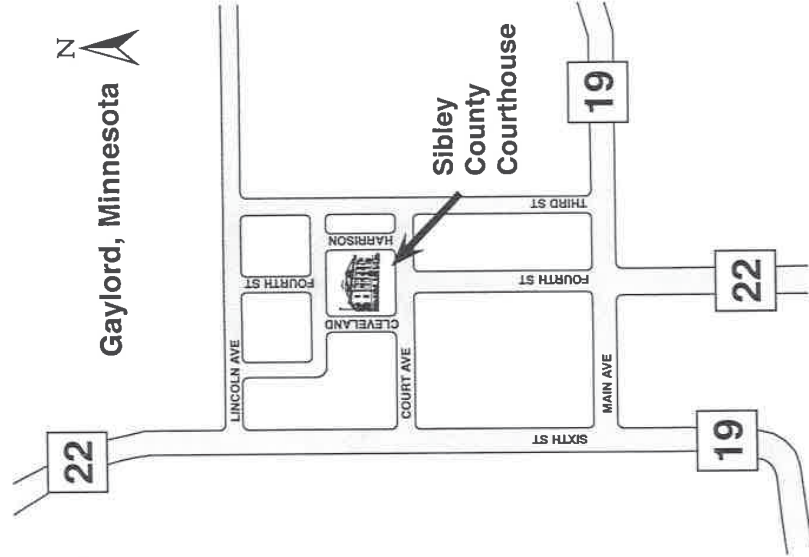 Gaylord, Minnesota
N
22
LINCOLN AVE
FOURTH ST
CLEVELAND
HARRISON
Sibley
County
Courthouse
COURT AVE
SIXTH ST
FOURTH ST
THIRD ST
MAIN AVE
19
22
19